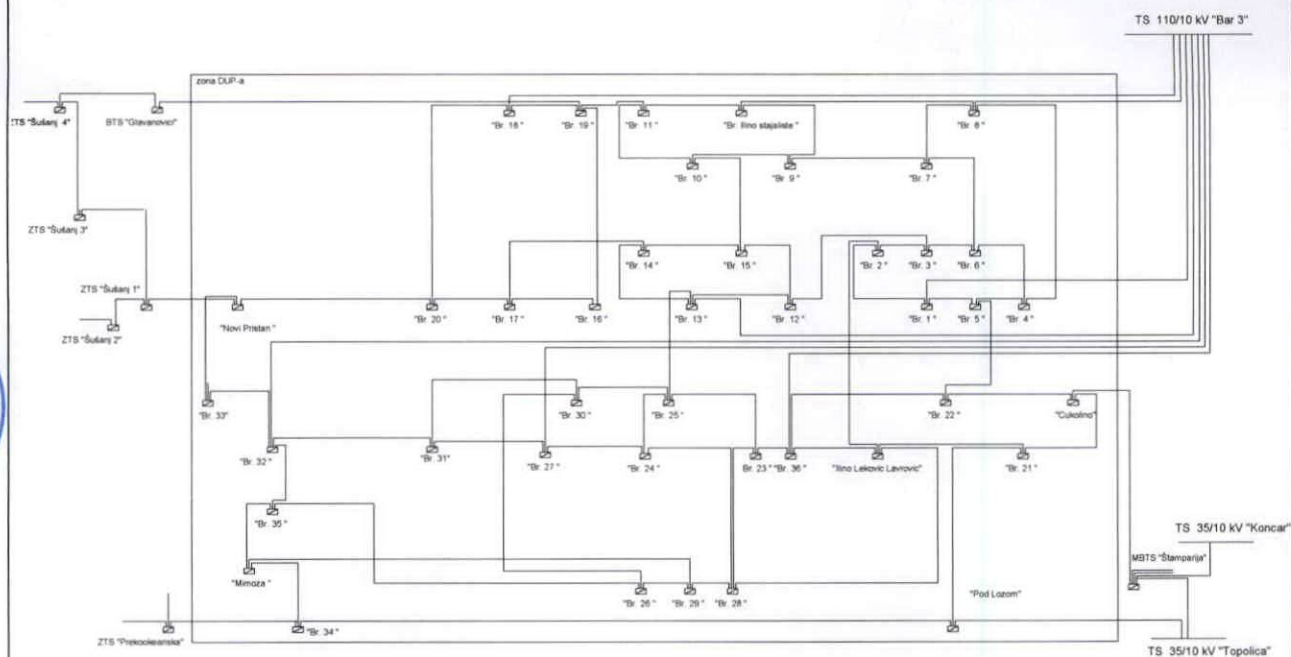 TS 110/10 kV "Bar 3"
zona DUP-a
ZTS "Šušanj 4"
BTS "Glavanovici"
"Br. 18 "
"Br. 19 "
"Br. 11 "
"Br. Ilino stajaliste "
"Br. 8 "
"Br. 10 "
"Br. 9 "
"Br. 7 "
ZTS "Šušanj 3"
"Br. 14 "
"Br. 15 "
"Br. 2 "
"Br. 3 "
"Br. 6 "
ZTS "Šušanj 1"
"Novi Pristan "
"Br. 20 "
"Br. 17 "
"Br. 16 "
"Br. 13 "
"Br. 12 "
"Br. 1 "
"Br. 5 "
"Br. 4 "
ZTS "Šušanj 2"
"Br. 33"
"Br. 30 "
"Br. 25 "
"Br. 22 "
"Cukolino"
"Br. 32 "
"Br. 31"
"Br. 27 "
"Br. 24 "
Br. 23 "
"Br. 36 "
"Ilino Lekovic Lavrovic"
"Br. 21 "
"Br. 35 "
TS 35/10 kV "Koncar"
MBTS "Štamparija"
"Mimoza "
"Br. 26 "
"Br. 29 "
"Br. 28 "
"Pod Lozom"
ZTS "Prekookeanska"
"Br. 34 "
TS 35/10 kV "Topolica"